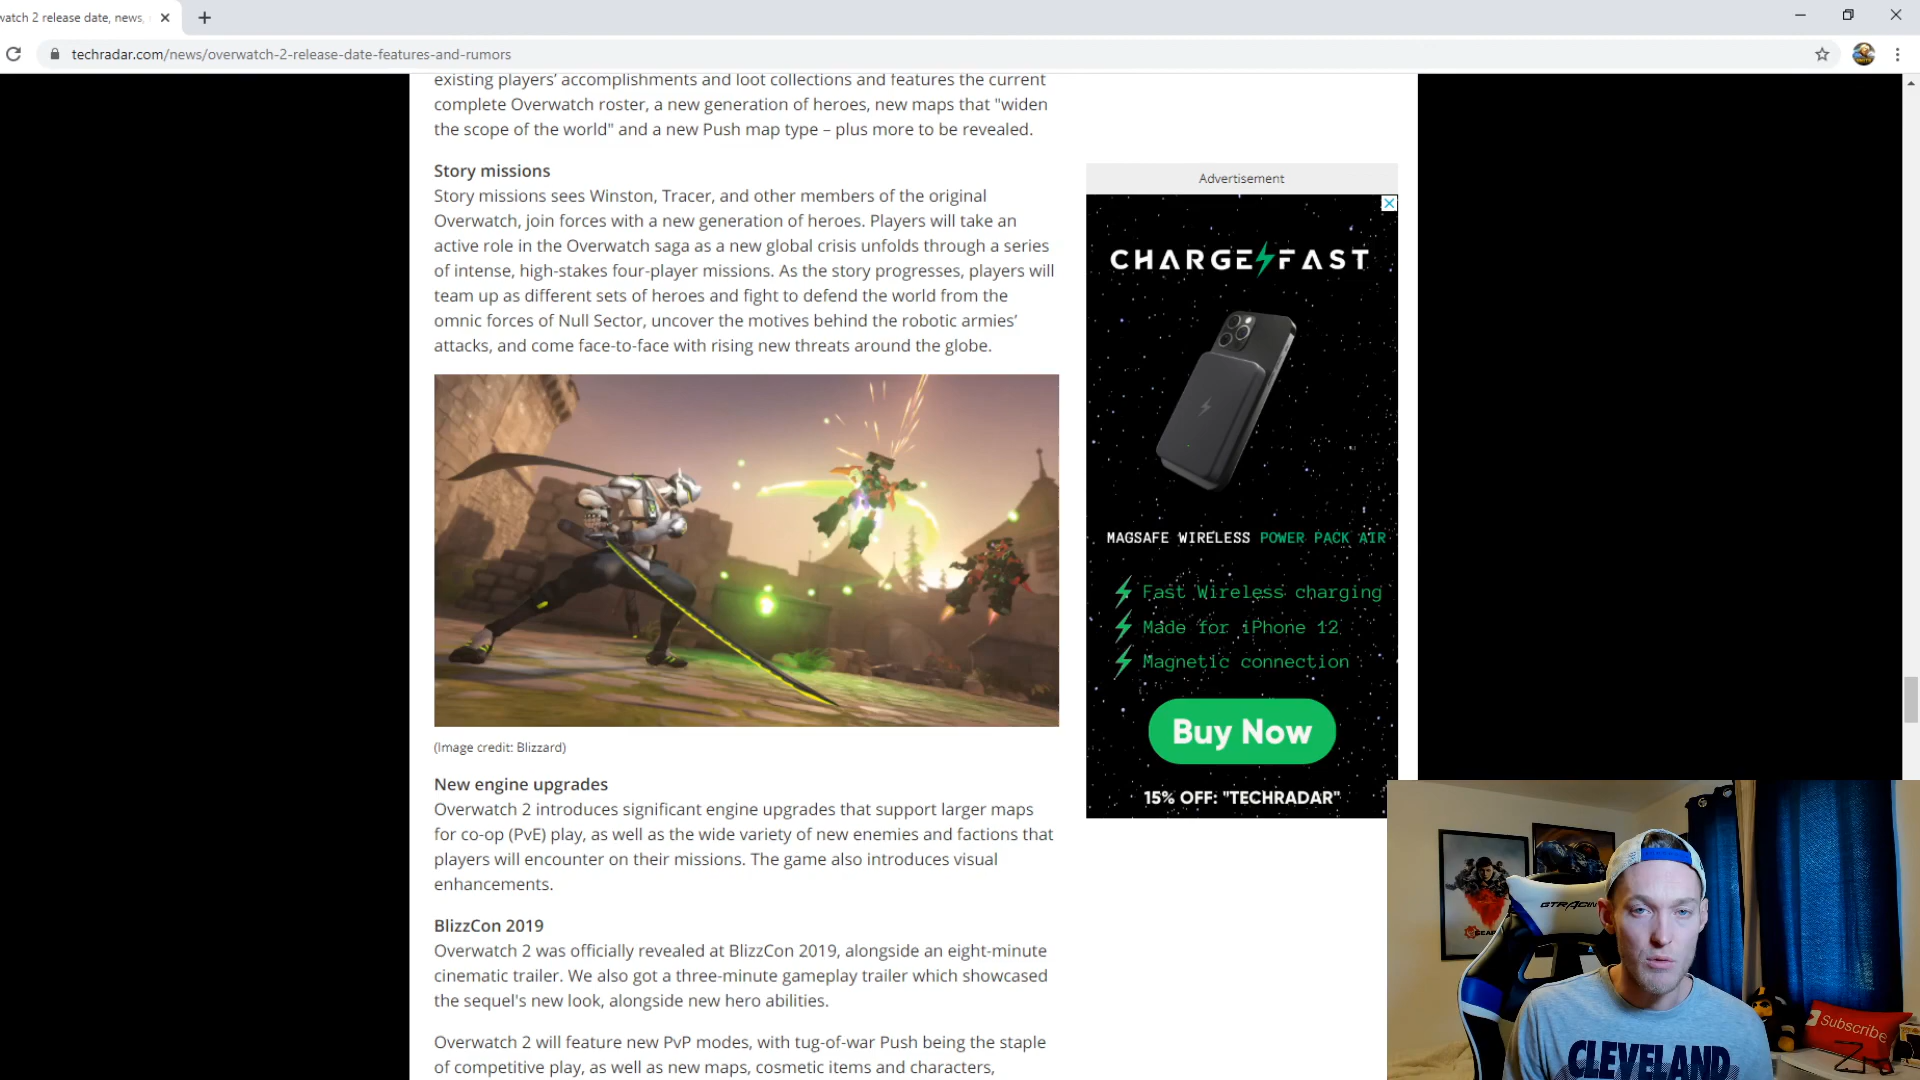 watch 2 release date, news,
techradar.com/news/overwatch-2-release-date-features-and-rumors
existing players' accomplishments and loot collections and features the current
complete Overwatch roster, a new generation of heroes, new maps that "widen
the scope of the world" and a new Push map type – plus more to be revealed.
Story missions
Story missions sees Winston, Tracer, and other members of the original
Overwatch, join forces with a new generation of heroes. Players will take an
active role in the Overwatch saga as a new global crisis unfolds through a series
of intense, high-stakes four-player missions. As the story progresses, players will
team up as different sets of heroes and fight to defend the world from the
omnic forces of Null Sector, uncover the motives behind the robotic armies'
attacks, and come face-to-face with rising new threats around the globe.
(Image credit: Blizzard)
New engine upgrades
Overwatch 2 introduces significant engine upgrades that support larger maps
for co-op (PvE) play, as well as the wide variety of new enemies and factions that
players will encounter on their missions. The game also introduces visual
enhancements.
BlizzCon 2019
Overwatch 2 was officially revealed at BlizzCon 2019, alongside an eight-minute
cinematic trailer. We also got a three-minute gameplay trailer which showcased
the sequel's new look, alongside new hero abilities.
Overwatch 2 will feature new PvP modes, with tug-of-war Push being the staple
of competitive play, as well as new maps, cosmetic items and characters,
Advertisement
CHARGE FAST
MAGSAFE WIRELESS POWER PACK AIR
Fast Wireless charging
Made for iPhone 12
Magnetic connection
Buy Now
15% OFF: "TECHRADAR"
GTRACING
GEARS
Subscribe
CLEVELAND